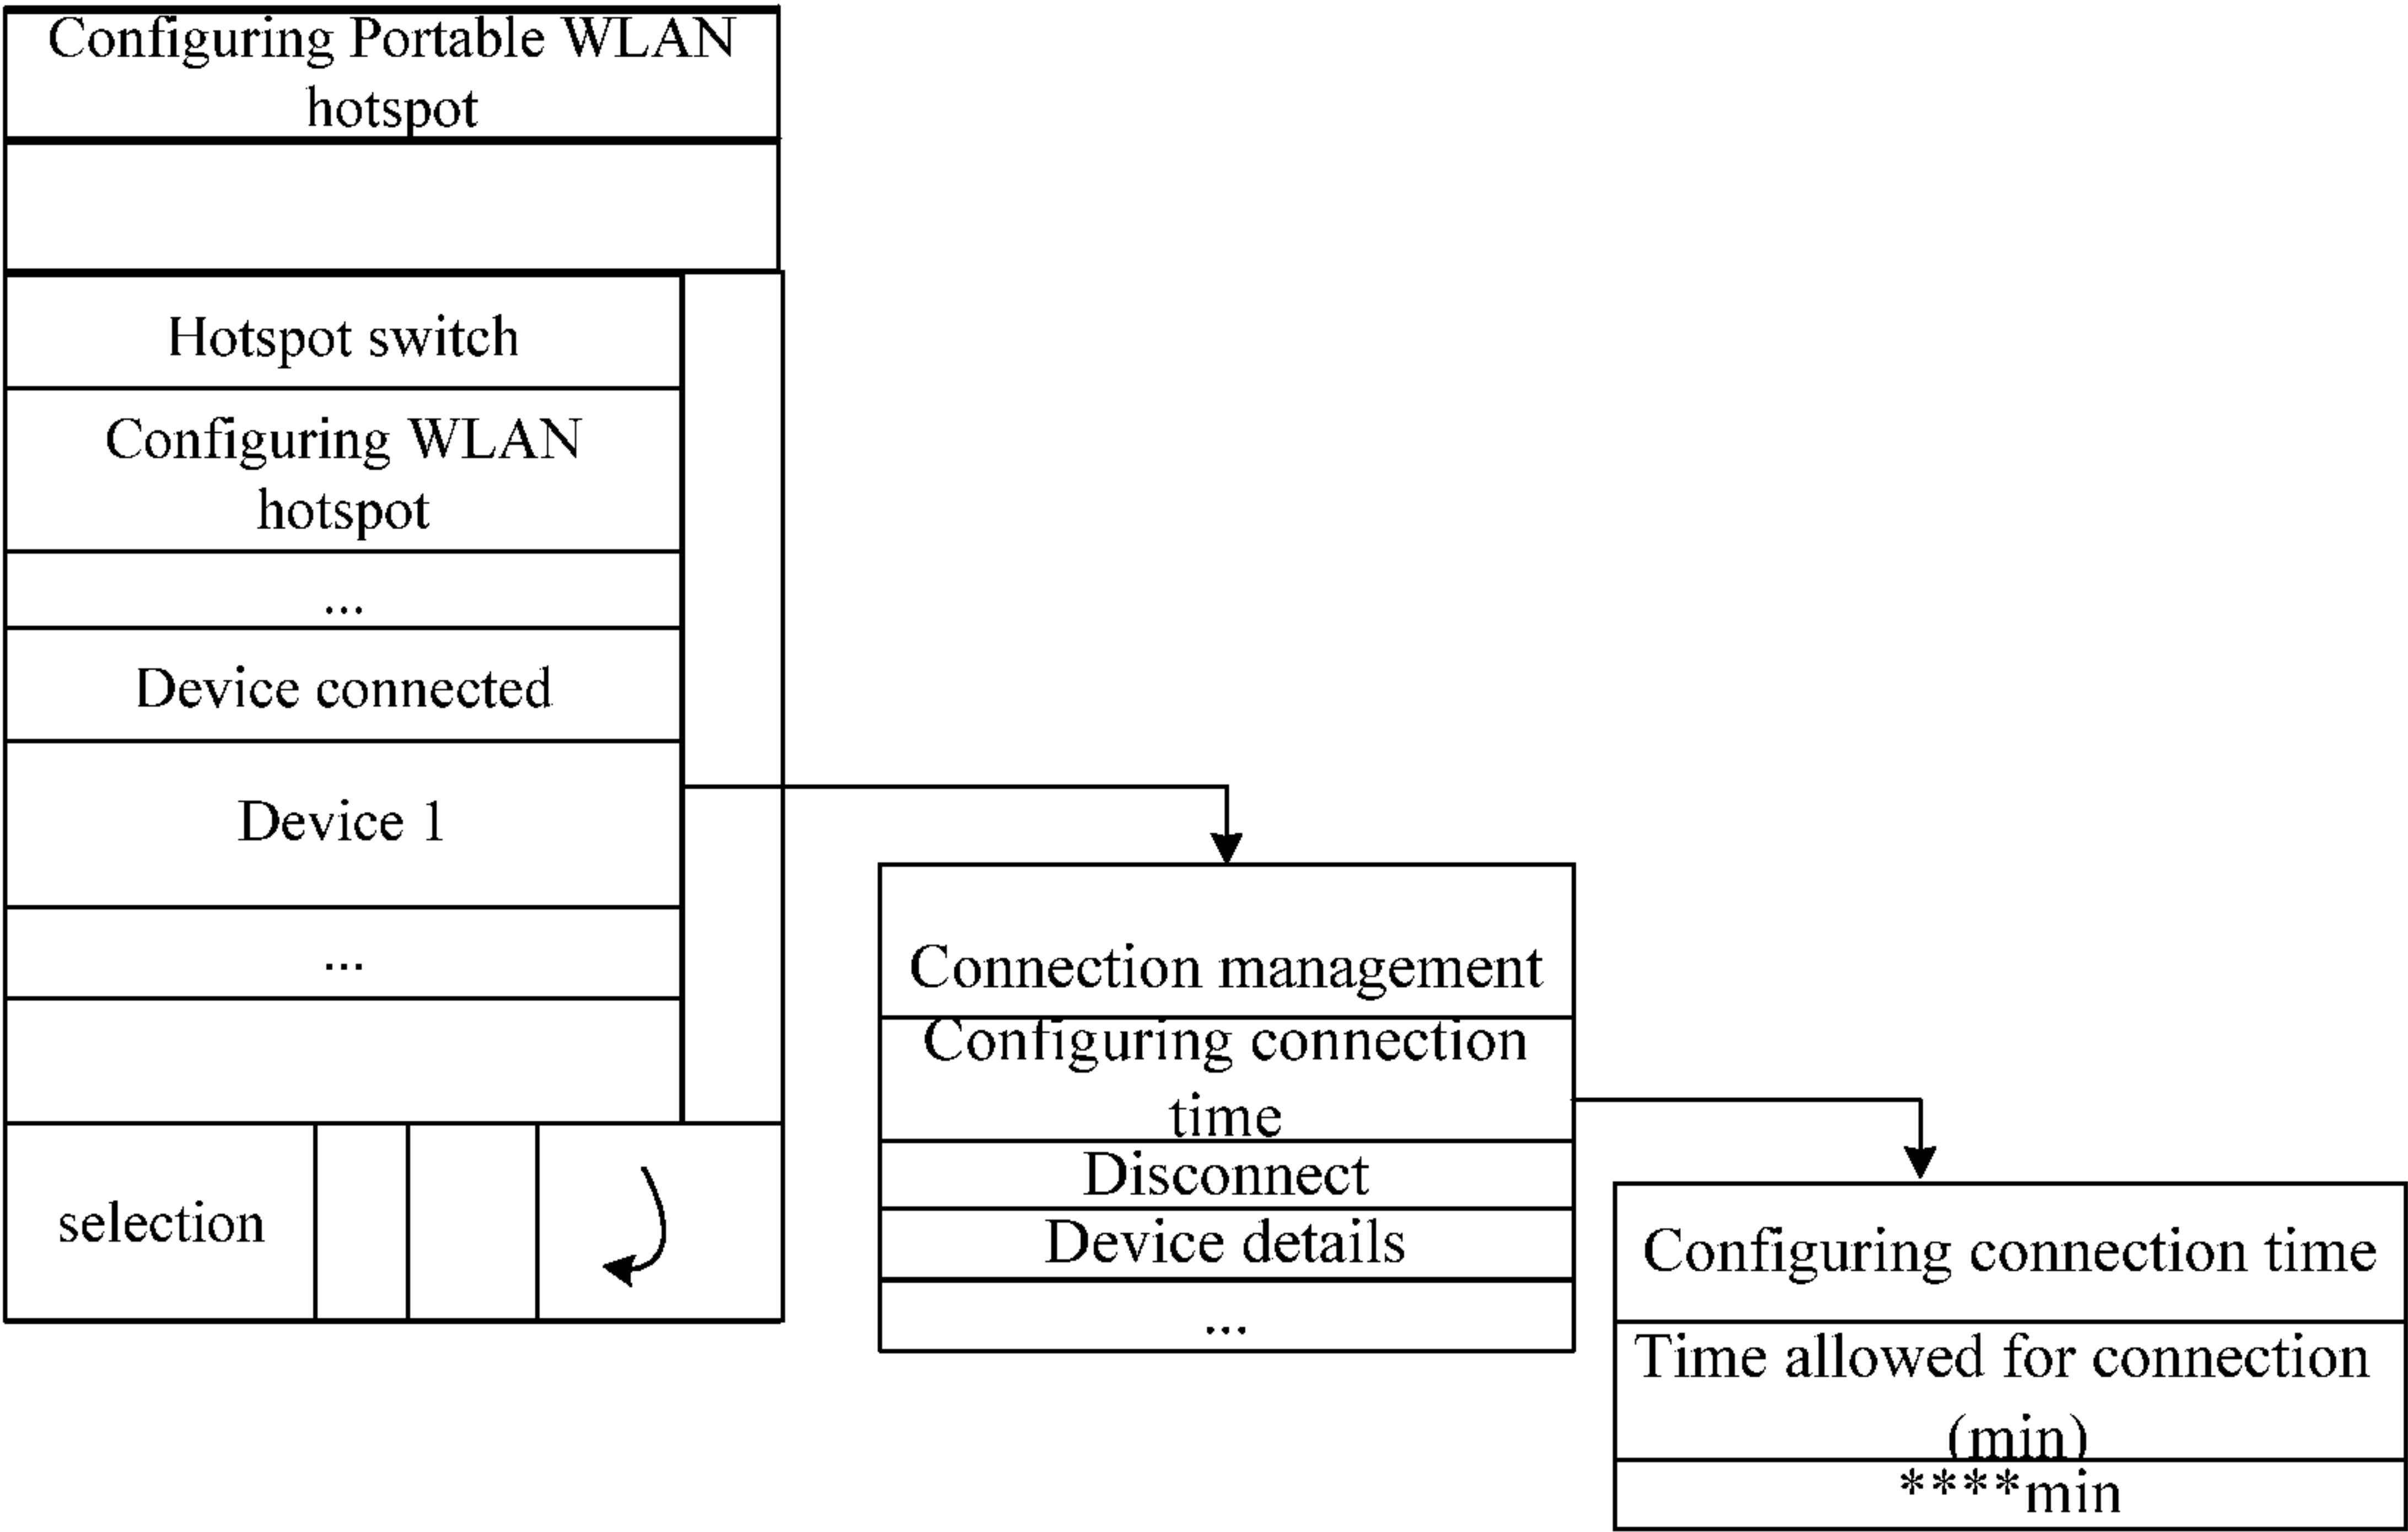 Configuring Portable WLAN
hotspot
Hotspot switch
Configuring WLAN
hotspot
...
Device connected
Device 1
...
selection
Connection management
Configuring connection
time
Disconnect
Device details
...
Configuring connection time
Time allowed for connection
(min)
****min